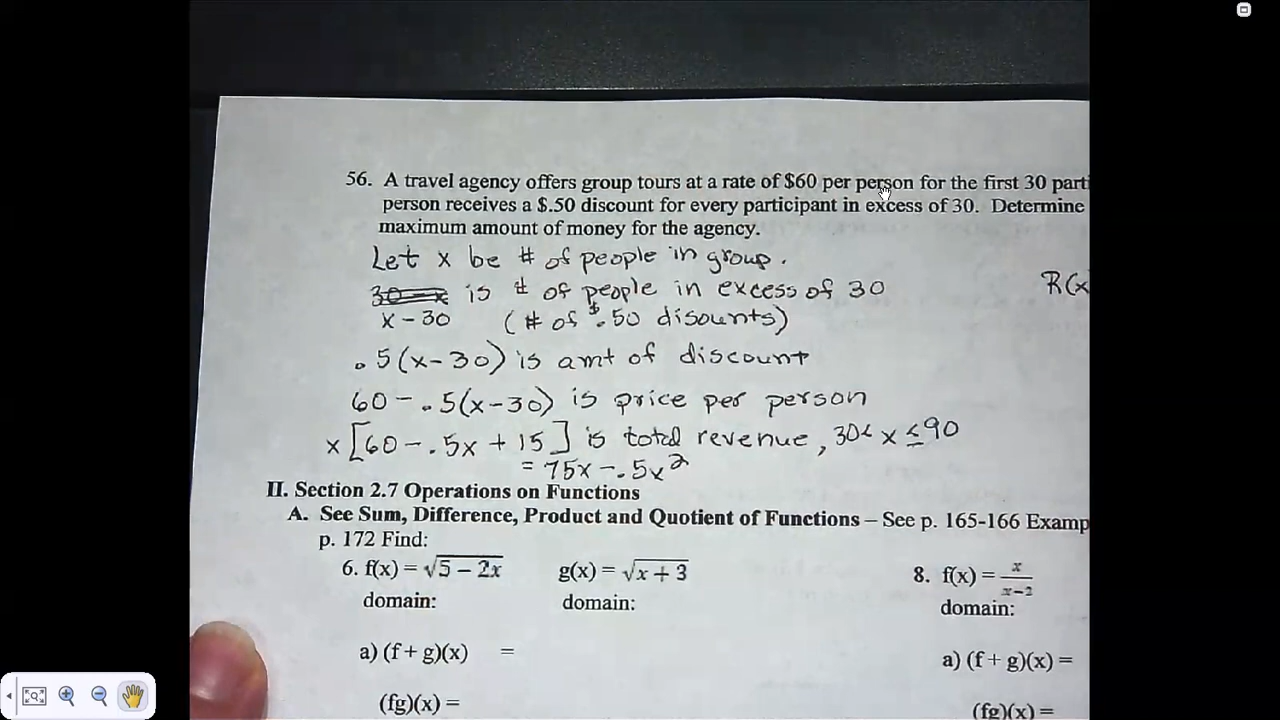 56. A travel agency offers group tours at a rate of $60 per person for the first 30 parti
person receives a $.50 discount for every participant in excess of 30. Determine
maximum amount of money for the agency.
Let x be # of people in group.
30 - x is # of people in excess of 30
R(x
x - 30 (# of $.50 disounts)
.5(x-30) is amt of discount
60 - .5(x-30) is price per person
x[60 - .5x + 15] is total revenue, 30< x ≤90
= 75x - .5x²
II. Section 2.7 Operations on Functions
A. See Sum, Difference, Product and Quotient of Functions – See p. 165-166 Examp
p. 172 Find:
6. f(x) = √5 − 2x g(x) = √x + 3 8. f(x) = x/x−2
domain: domain: domain:
a) (f + g)(x) = a) (f + g)(x) =
(fg)(x) = (fg)(x) =